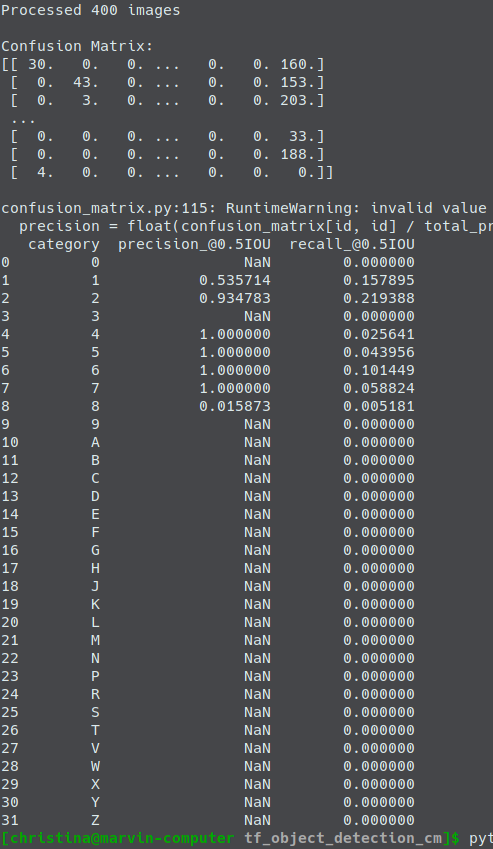 Processed 400 images
Confusion Matrix:
[[ 30. 0. 0. ... 0. 0. 160.]
[ 0. 43. 0. ... 0. 0. 153.]
[ 0. 3. 0. ... 0. 0. 203.]
...
[ 0. 0. 0. ... 0. 0. 33.]
[ 0. 0. 0. ... 0. 0. 188.]
[ 4. 0. 0. ... 0. 0. 0.]]
confusion_matrix.py:115: RuntimeWarning: invalid value
precision = float(confusion_matrix[id, id] / total_pr
category precision_@0.5IOU recall_@0.5IOU
0 0 NaN 0.000000
1 1 0.535714 0.157895
2 2 0.934783 0.219388
3 3 NaN 0.000000
4 4 1.000000 0.025641
5 5 1.000000 0.043956
6 6 1.000000 0.101449
7 7 1.000000 0.058824
8 8 0.015873 0.005181
9 9 NaN 0.000000
10 A NaN 0.000000
11 B NaN 0.000000
12 C NaN 0.000000
13 D NaN 0.000000
14 E NaN 0.000000
15 F NaN 0.000000
16 G NaN 0.000000
17 H NaN 0.000000
18 J NaN 0.000000
19 K NaN 0.000000
20 L NaN 0.000000
21 M NaN 0.000000
22 N NaN 0.000000
23 P NaN 0.000000
24 R NaN 0.000000
25 S NaN 0.000000
26 T NaN 0.000000
27 V NaN 0.000000
28 W NaN 0.000000
29 X NaN 0.000000
30 Y NaN 0.000000
31 Z NaN 0.000000
[christina@marvin-computer tf_object_detection_cm]$ pyt